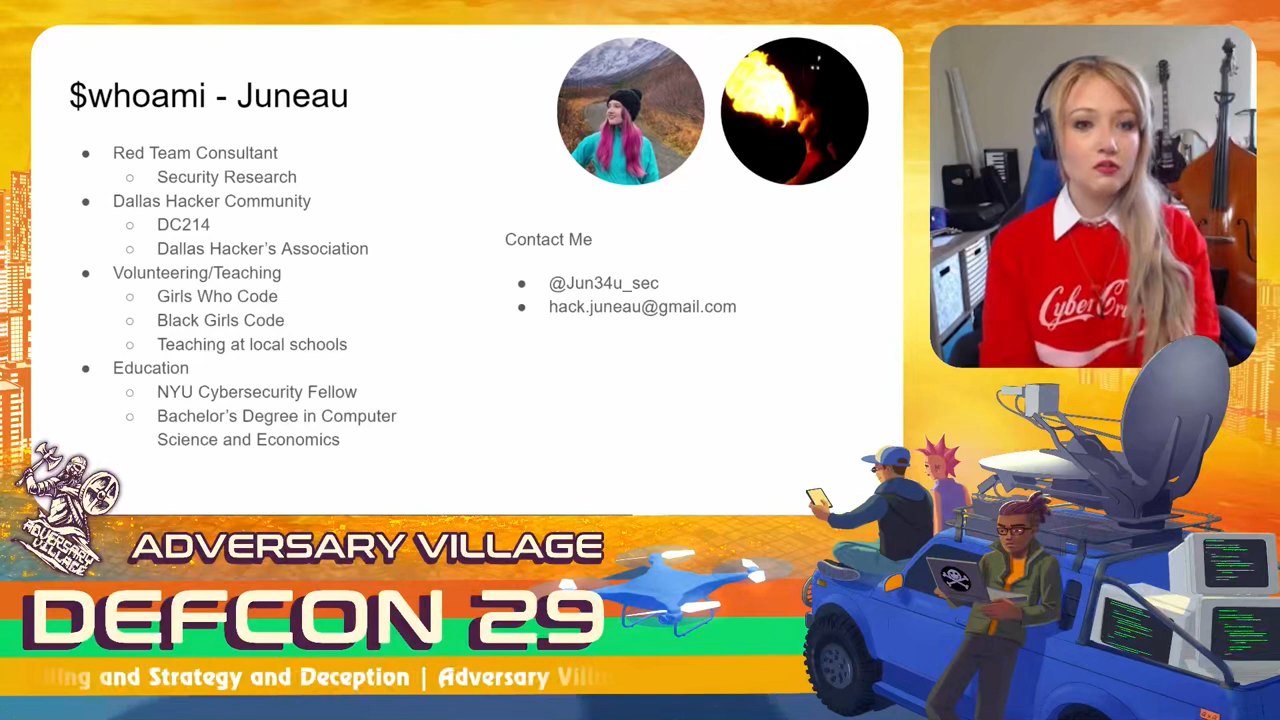 $whoami - Juneau
● Red Team Consultant
○ Security Research
● Dallas Hacker Community
○ DC214
○ Dallas Hacker's Association
● Volunteering/Teaching
○ Girls Who Code
○ Black Girls Code
○ Teaching at local schools
● Education
○ NYU Cybersecurity Fellow
○ Bachelor's Degree in Computer
Science and Economics
Contact Me
● @Jun34u_sec
● hack.juneau@gmail.com
ADVERSARY
VILLAGE
ADVERSARY VILLAGE
DEFCON 29
and Strategy and Deception | Adversary